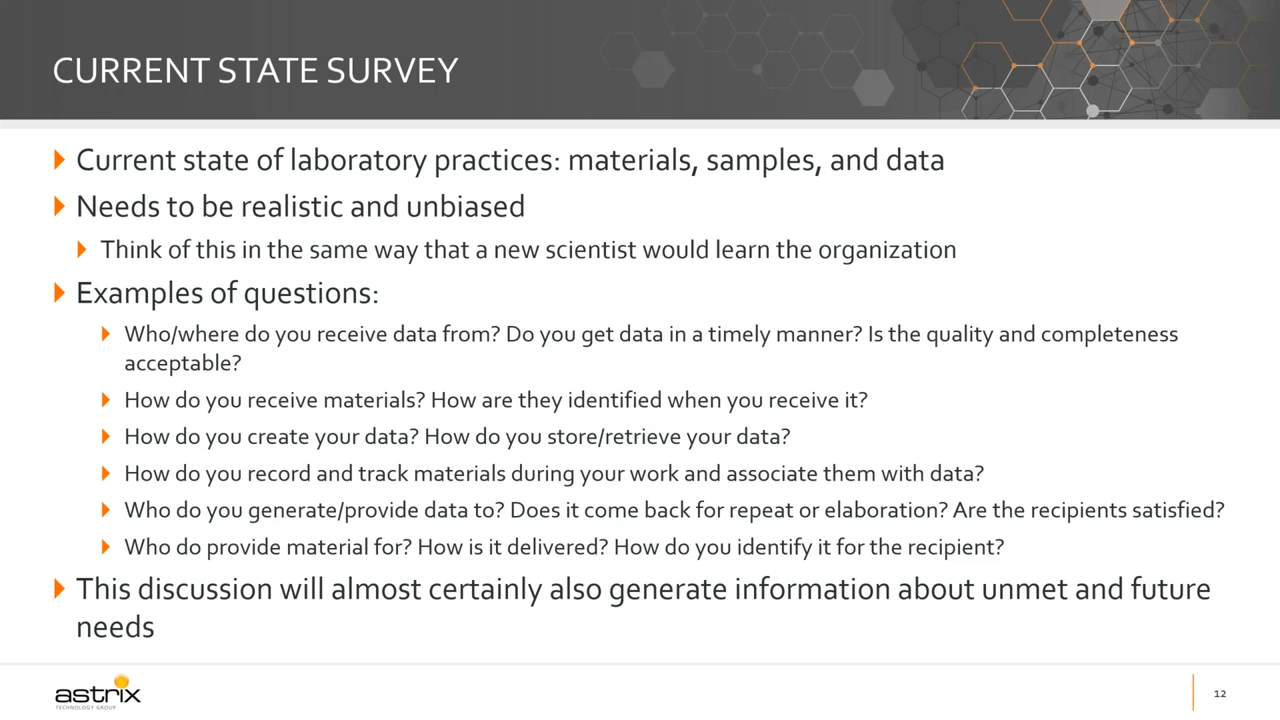 CURRENT STATE SURVEY
Current state of laboratory practices: materials, samples, and data
Needs to be realistic and unbiased
Think of this in the same way that a new scientist would learn the organization
Examples of questions:
Who/where do you receive data from? Do you get data in a timely manner? Is the quality and completeness
acceptable?
How do you receive materials? How are they identified when you receive it?
How do you create your data? How do you store/retrieve your data?
How do you record and track materials during your work and associate them with data?
Who do you generate/provide data to? Does it come back for repeat or elaboration? Are the recipients satisfied?
Who do provide material for? How is it delivered? How do you identify it for the recipient?
This discussion will almost certainly also generate information about unmet and future
needs
astrix
TECHNOLOGY GROUP
12